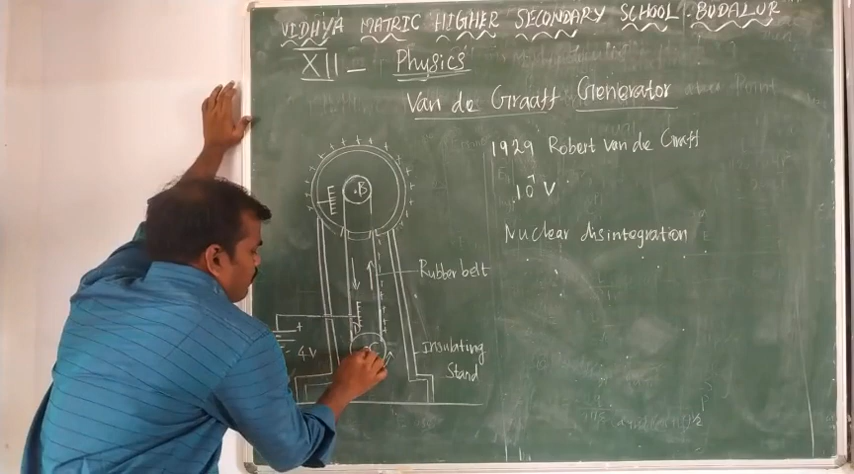 VIDHYA MATRIC HIGHER SECONDARY SCHOOL. BUDALUR
XII - Physics
Van de Graaff Generator
1929 Robert van de Graff
10⁷ V
Nuclear disintegration
B
Rubber belt
+
- 4V
C
Insulating
Stand